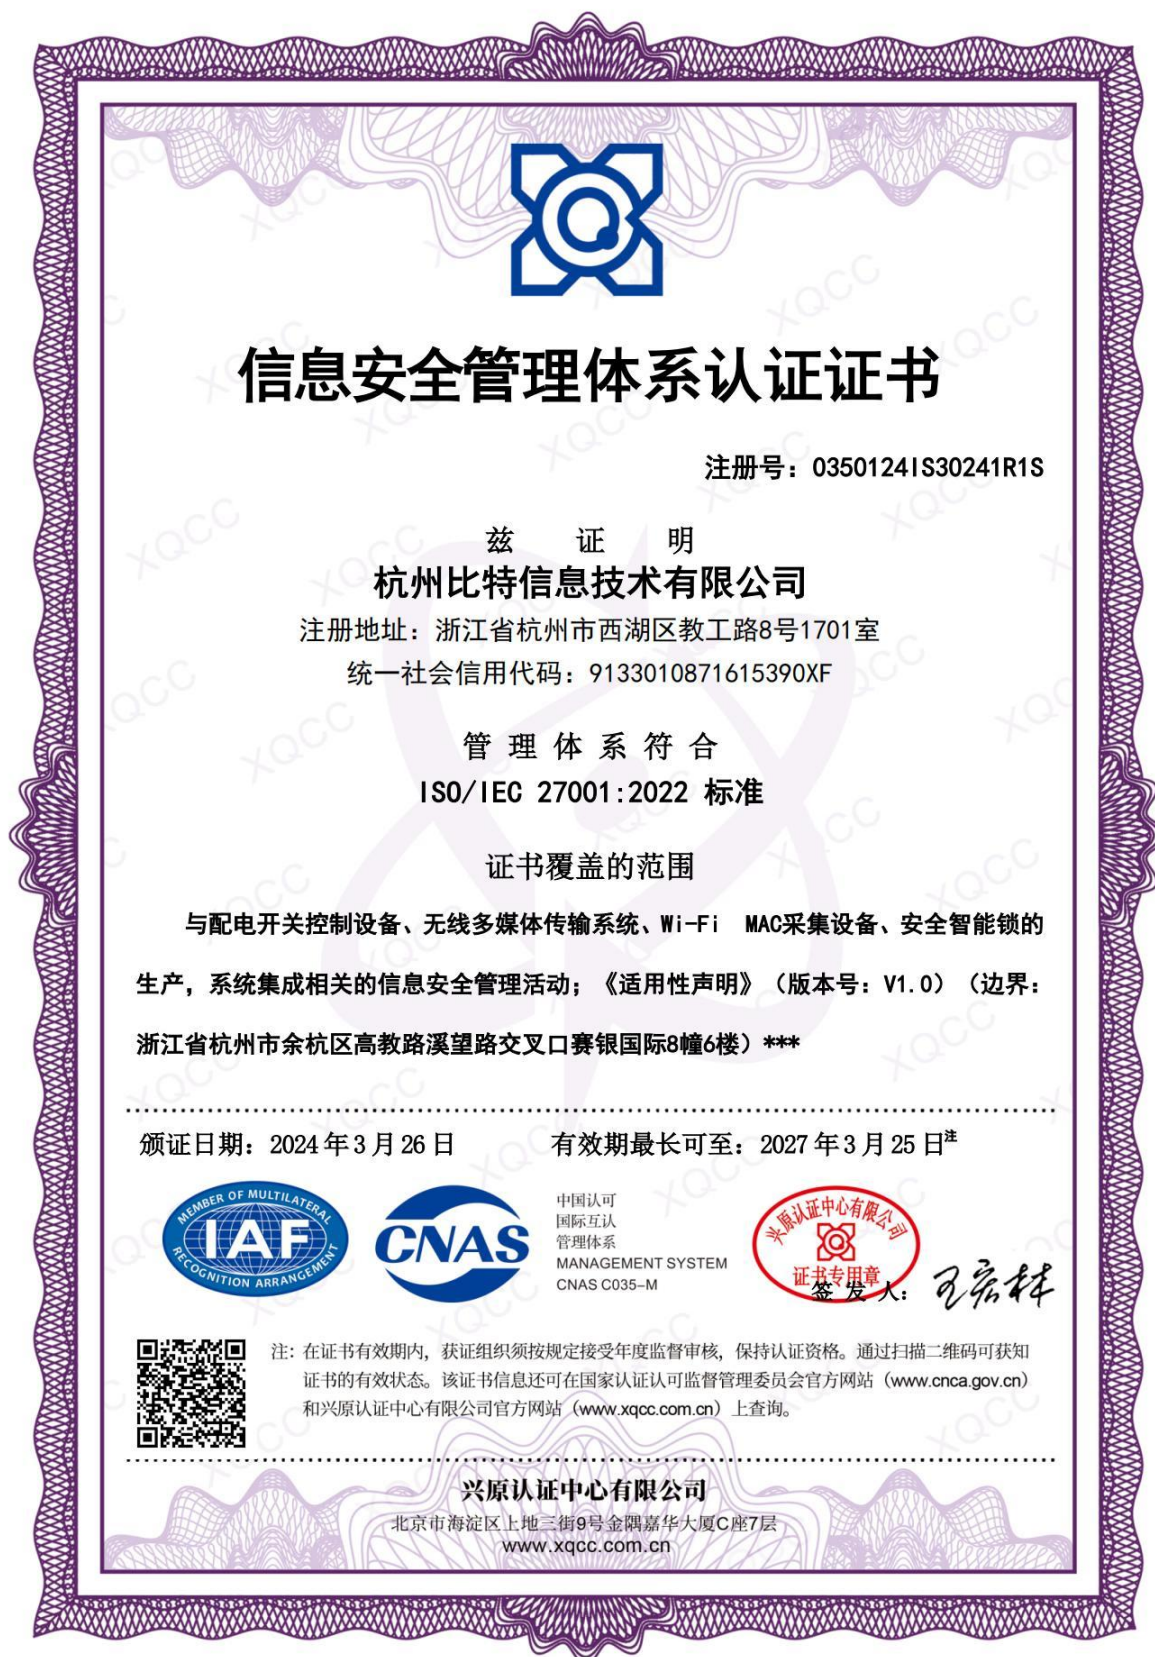 信息安全管理体系认证证书
注册号：0350124IS30241R1S
兹 证 明
杭州比特信息技术有限公司
注册地址：浙江省杭州市西湖区教工路8号1701室
统一社会信用代码：9133010871615390XF
管 理 体 系 符 合
ISO/IEC 27001:2022 标准
证书覆盖的范围
与配电开关控制设备、无线多媒体传输系统、Wi-Fi MAC采集设备、安全智能锁的
生产，系统集成相关的信息安全管理活动；《适用性声明》（版本号：V1.0）（边界：
浙江省杭州市余杭区高教路溪望路交叉口赛银国际8幢6楼）***
颁证日期：2024 年 3 月 26 日 有效期最长可至：2027 年 3 月 25 日注
MEMBER OF MULTILATERAL
IAF
RECOGNITION ARRANGEMENT
CNAS
中国认可
国际互认
管理体系
MANAGEMENT SYSTEM
CNAS C035-M
兴原认证中心有限公司
证书专用章
签 发 人：王宏林
注：在证书有效期内，获证组织须按规定接受年度监督审核，保持认证资格。通过扫描二维码可获知
证书的有效状态。该证书信息还可在国家认证认可监督管理委员会官方网站（www.cnca.gov.cn）
和兴原认证中心有限公司官方网站（www.xqcc.com.cn）上查询。
兴原认证中心有限公司
北京市海淀区上地三街9号金隅嘉华大厦C座7层
www.xqcc.com.cn